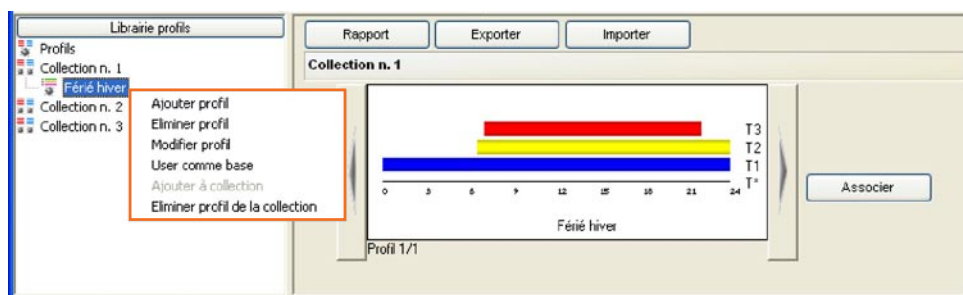 Librairie profils
Profils
Collection n. 1
Férié hiver
Collection n. 2
Collection n. 3
Ajouter profil
Eliminer profil
Modifier profil
User comme base
Ajouter à collection
Eliminer profil de la collection
Rapport
Exporter
Importer
Collection n. 1
T3
T2
T1
T*
0 3 6 9 12 15 18 21 24
Férié hiver
Profil 1/1
Associer